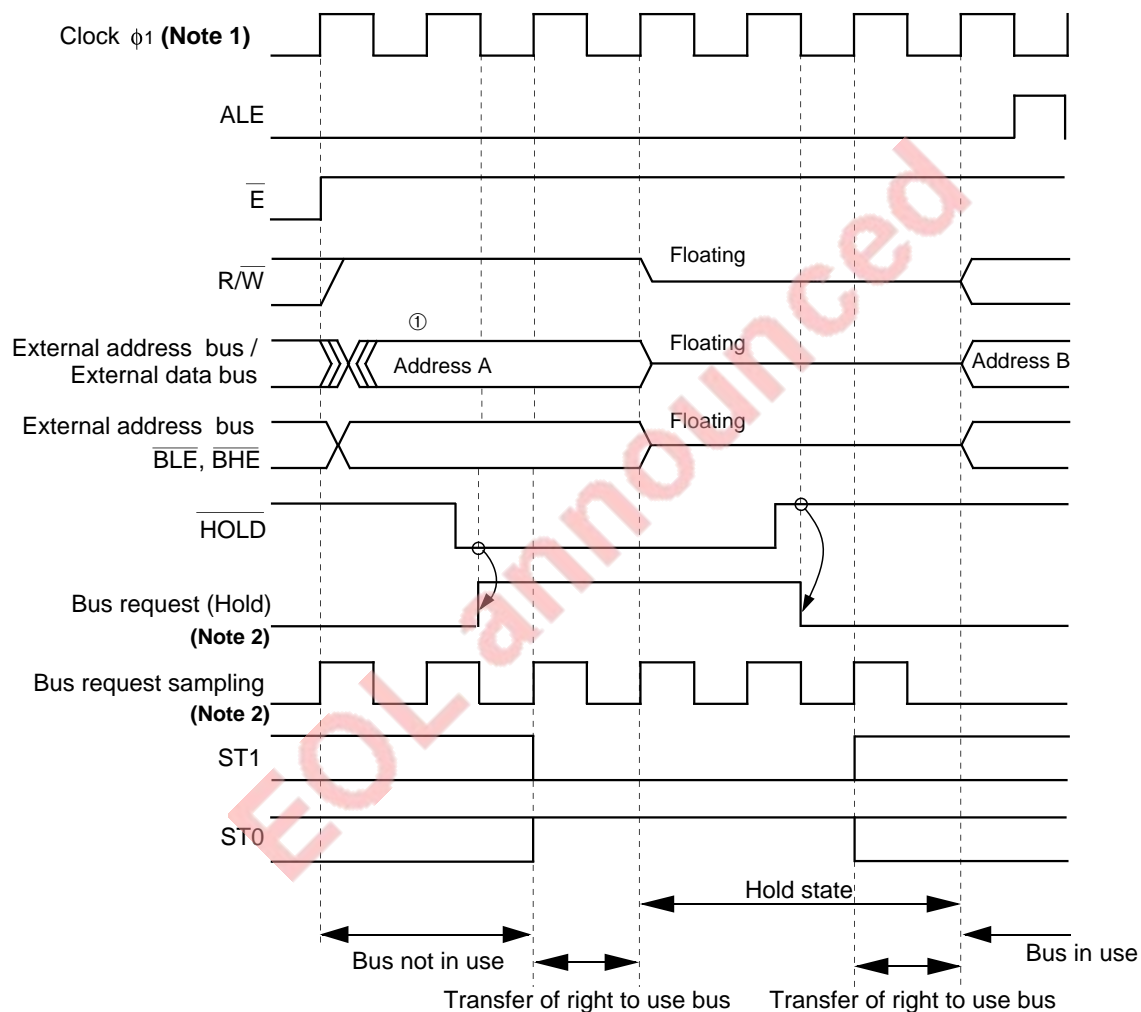 Clock ϕ1 (Note 1)
ALE
E
R/W
Floating
①
External address bus /
External data bus
Address A
Floating
Address B
External address bus
BLE, BHE
Floating
HOLD
Bus request (Hold)
(Note 2)
Bus request sampling
(Note 2)
ST1
ST0
Hold state
Bus not in use
Bus in use
Transfer of right to use bus
Transfer of right to use bus
EOL announced